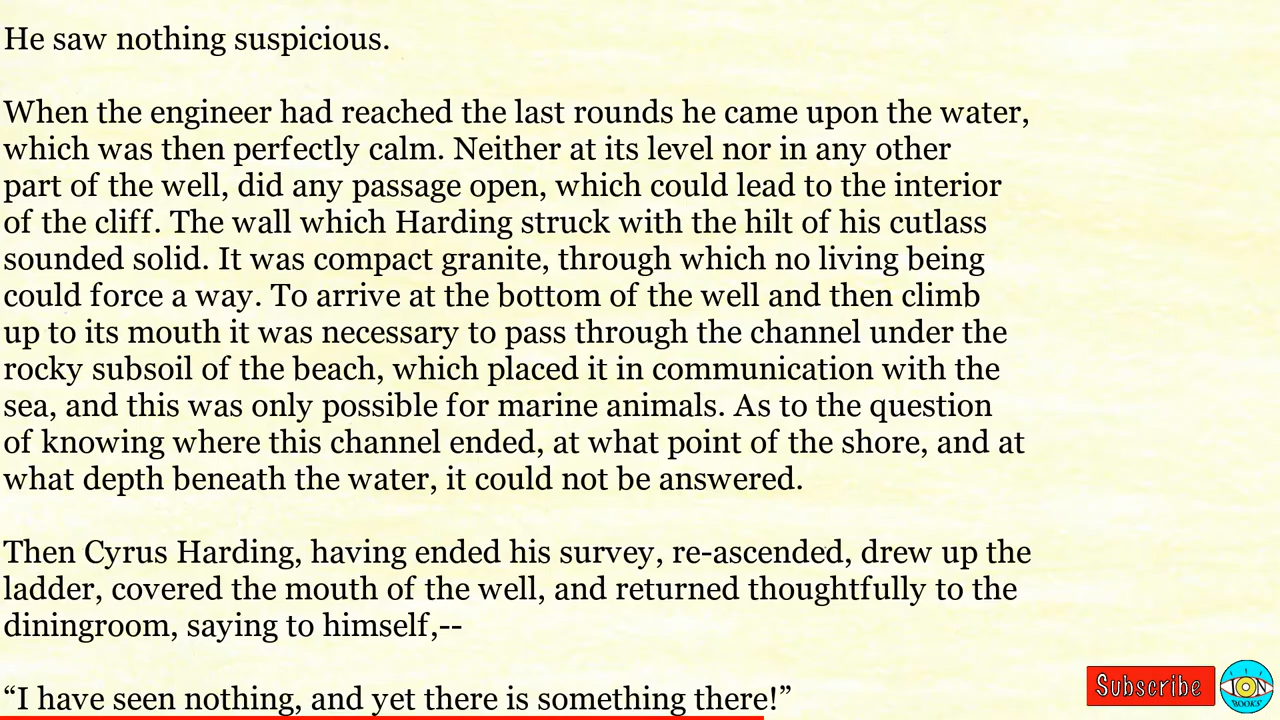 He saw nothing suspicious.
When the engineer had reached the last rounds he came upon the water,
which was then perfectly calm. Neither at its level nor in any other
part of the well, did any passage open, which could lead to the interior
of the cliff. The wall which Harding struck with the hilt of his cutlass
sounded solid. It was compact granite, through which no living being
could force a way. To arrive at the bottom of the well and then climb
up to its mouth it was necessary to pass through the channel under the
rocky subsoil of the beach, which placed it in communication with the
sea, and this was only possible for marine animals. As to the question
of knowing where this channel ended, at what point of the shore, and at
what depth beneath the water, it could not be answered.
Then Cyrus Harding, having ended his survey, re-ascended, drew up the
ladder, covered the mouth of the well, and returned thoughtfully to the
diningroom, saying to himself,--
“I have seen nothing, and yet there is something there!”
Subscribe
ION
BOOKS